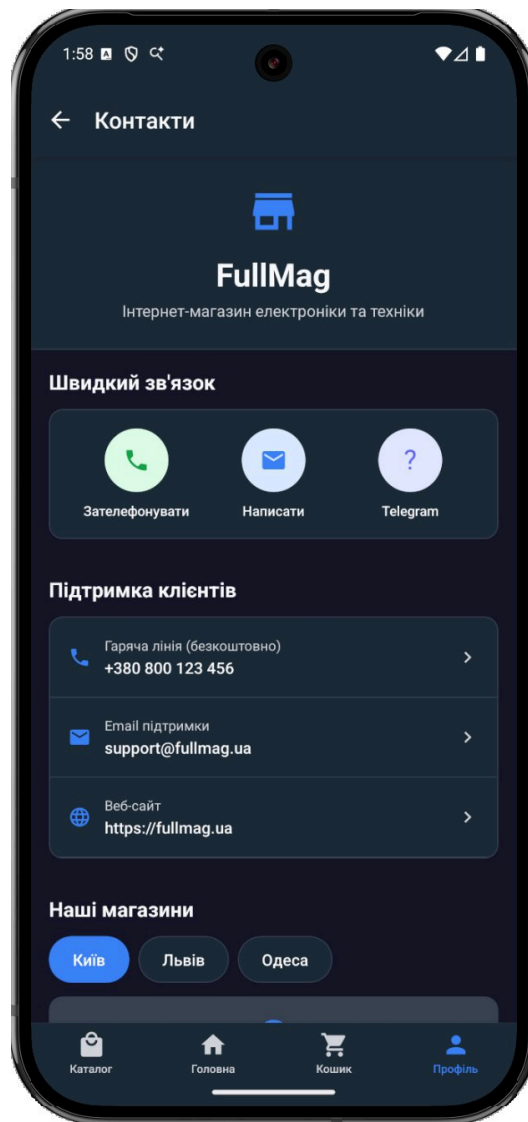 1:58
Контакти
FullMag
Інтернет-магазин електроніки та техніки
Швидкий зв'язок
?
Зателефонувати Написати Telegram
Підтримка клієнтів
Гаряча лінія (безкоштовно)
+380 800 123 456
Email підтримки
support@fullmag.ua
Веб-сайт
https://fullmag.ua
Наші магазини
Київ Львів Одеса
Каталог Головна Кошик Профіль